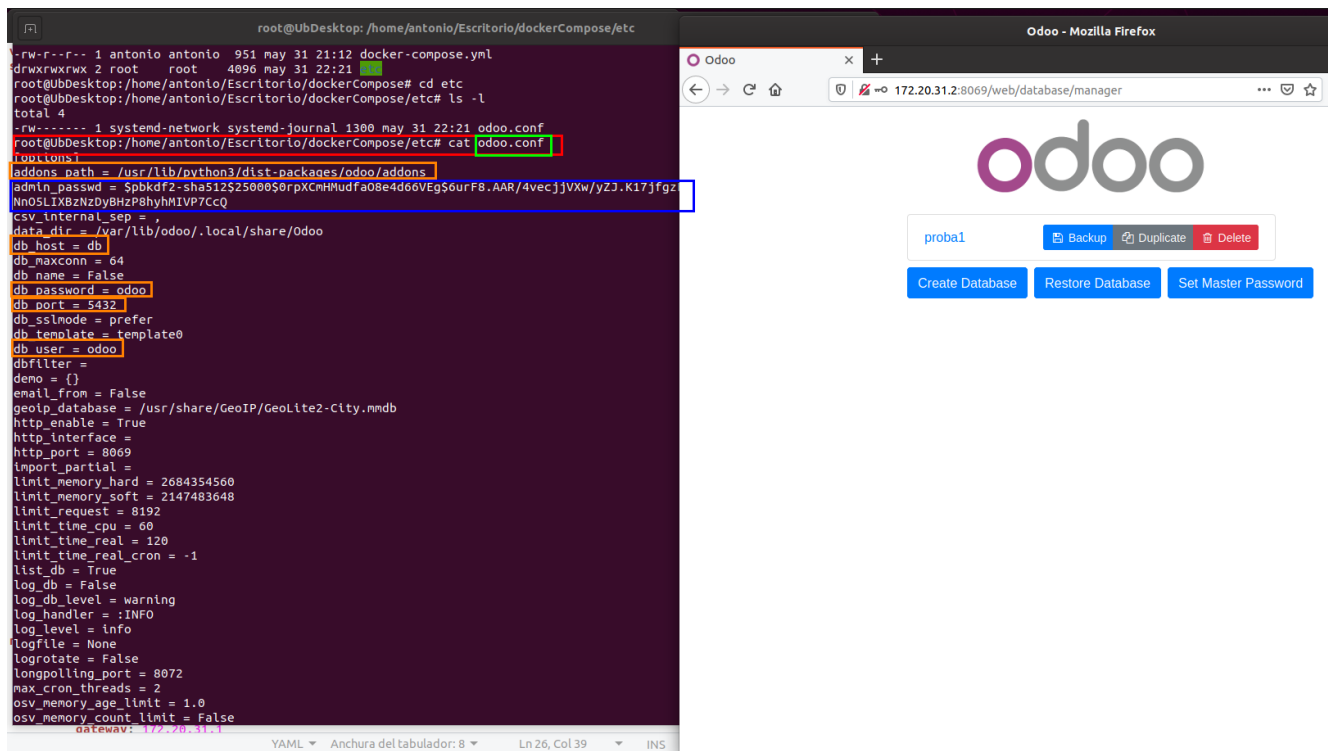 root@UbDesktop: /home/antonio/Escritorio/dockerCompose/etc
-rw-r--r-- 1 antonio antonio 951 may 31 21:12 docker-compose.yml
drwxrwxrwx 2 root root 4096 may 31 22:21 etc
root@UbDesktop:/home/antonio/Escritorio/dockerCompose# cd etc
root@UbDesktop:/home/antonio/Escritorio/dockerCompose/etc# ls -l
total 4
-rw------- 1 systemd-network systemd-journal 1300 may 31 22:21 odoo.conf
root@UbDesktop:/home/antonio/Escritorio/dockerCompose/etc# cat odoo.conf
[options]
addons_path = /usr/lib/python3/dist-packages/odoo/addons
admin_passwd = $pbkdf2-sha512$25000$0rpXCmHMudfaO8e4d66VEg$6urF8.AAR/4vecjjVXw/yZJ.K17jfgz
NnO5LIXBzNzDyBHzP8hyhMIVP7CcQ
csv_internal_sep = ,
data_dir = /var/lib/odoo/.local/share/Odoo
db_host = db
db_maxconn = 64
db_name = False
db_password = odoo
db_port = 5432
db_sslmode = prefer
db_template = template0
db_user = odoo
dbfilter =
demo = {}
email_from = False
geoip_database = /usr/share/GeoIP/GeoLite2-City.mmdb
http_enable = True
http_interface =
http_port = 8069
import_partial =
limit_memory_hard = 2684354560
limit_memory_soft = 2147483648
limit_request = 8192
limit_time_cpu = 60
limit_time_real = 120
limit_time_real_cron = -1
list_db = True
log_db = False
log_db_level = warning
log_handler = :INFO
log_level = info
logfile = None
logrotate = False
longpolling_port = 8072
max_cron_threads = 2
osv_memory_age_limit = 1.0
osv_memory_count_limit = False
gateway: 172.20.31.1
YAML Anchura del tabulador: 8 Ln 26, Col 39 INS
Odoo - Mozilla Firefox
Odoo
172.20.31.2:8069/web/database/manager
odoo
proba1 Backup Duplicate Delete
Create Database Restore Database Set Master Password